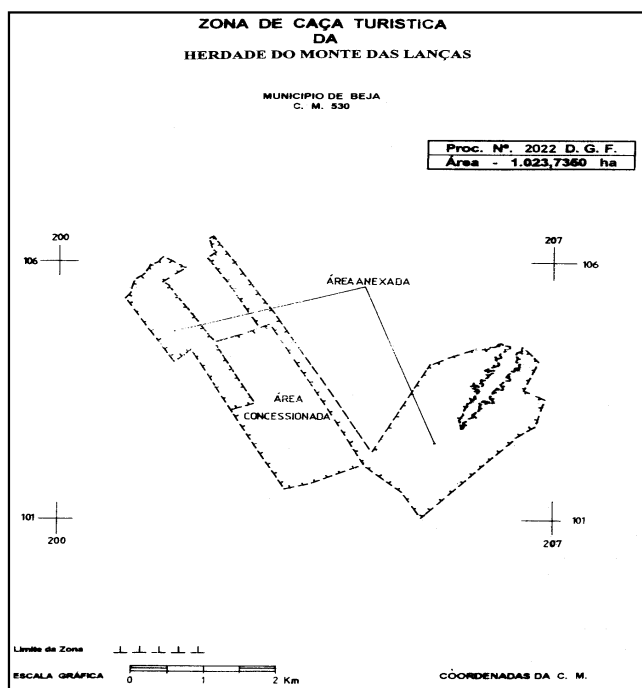 ZONA DE CAÇA TURISTICA
DA
HERDADE DO MONTE DAS LANÇAS
MUNICIPIO DE BEJA
C. M. 530
Proc. Nº. 2022 D. G. F.
Área - 1.023,7350 ha
200
207
106
106
ÁREA ANEXADA
ÁREA
CONCESSIONADA
101
101
200
207
Limite da Zona
ESCALA GRÁFICA 0 1 2 Km
COORDENADAS DA C. M.